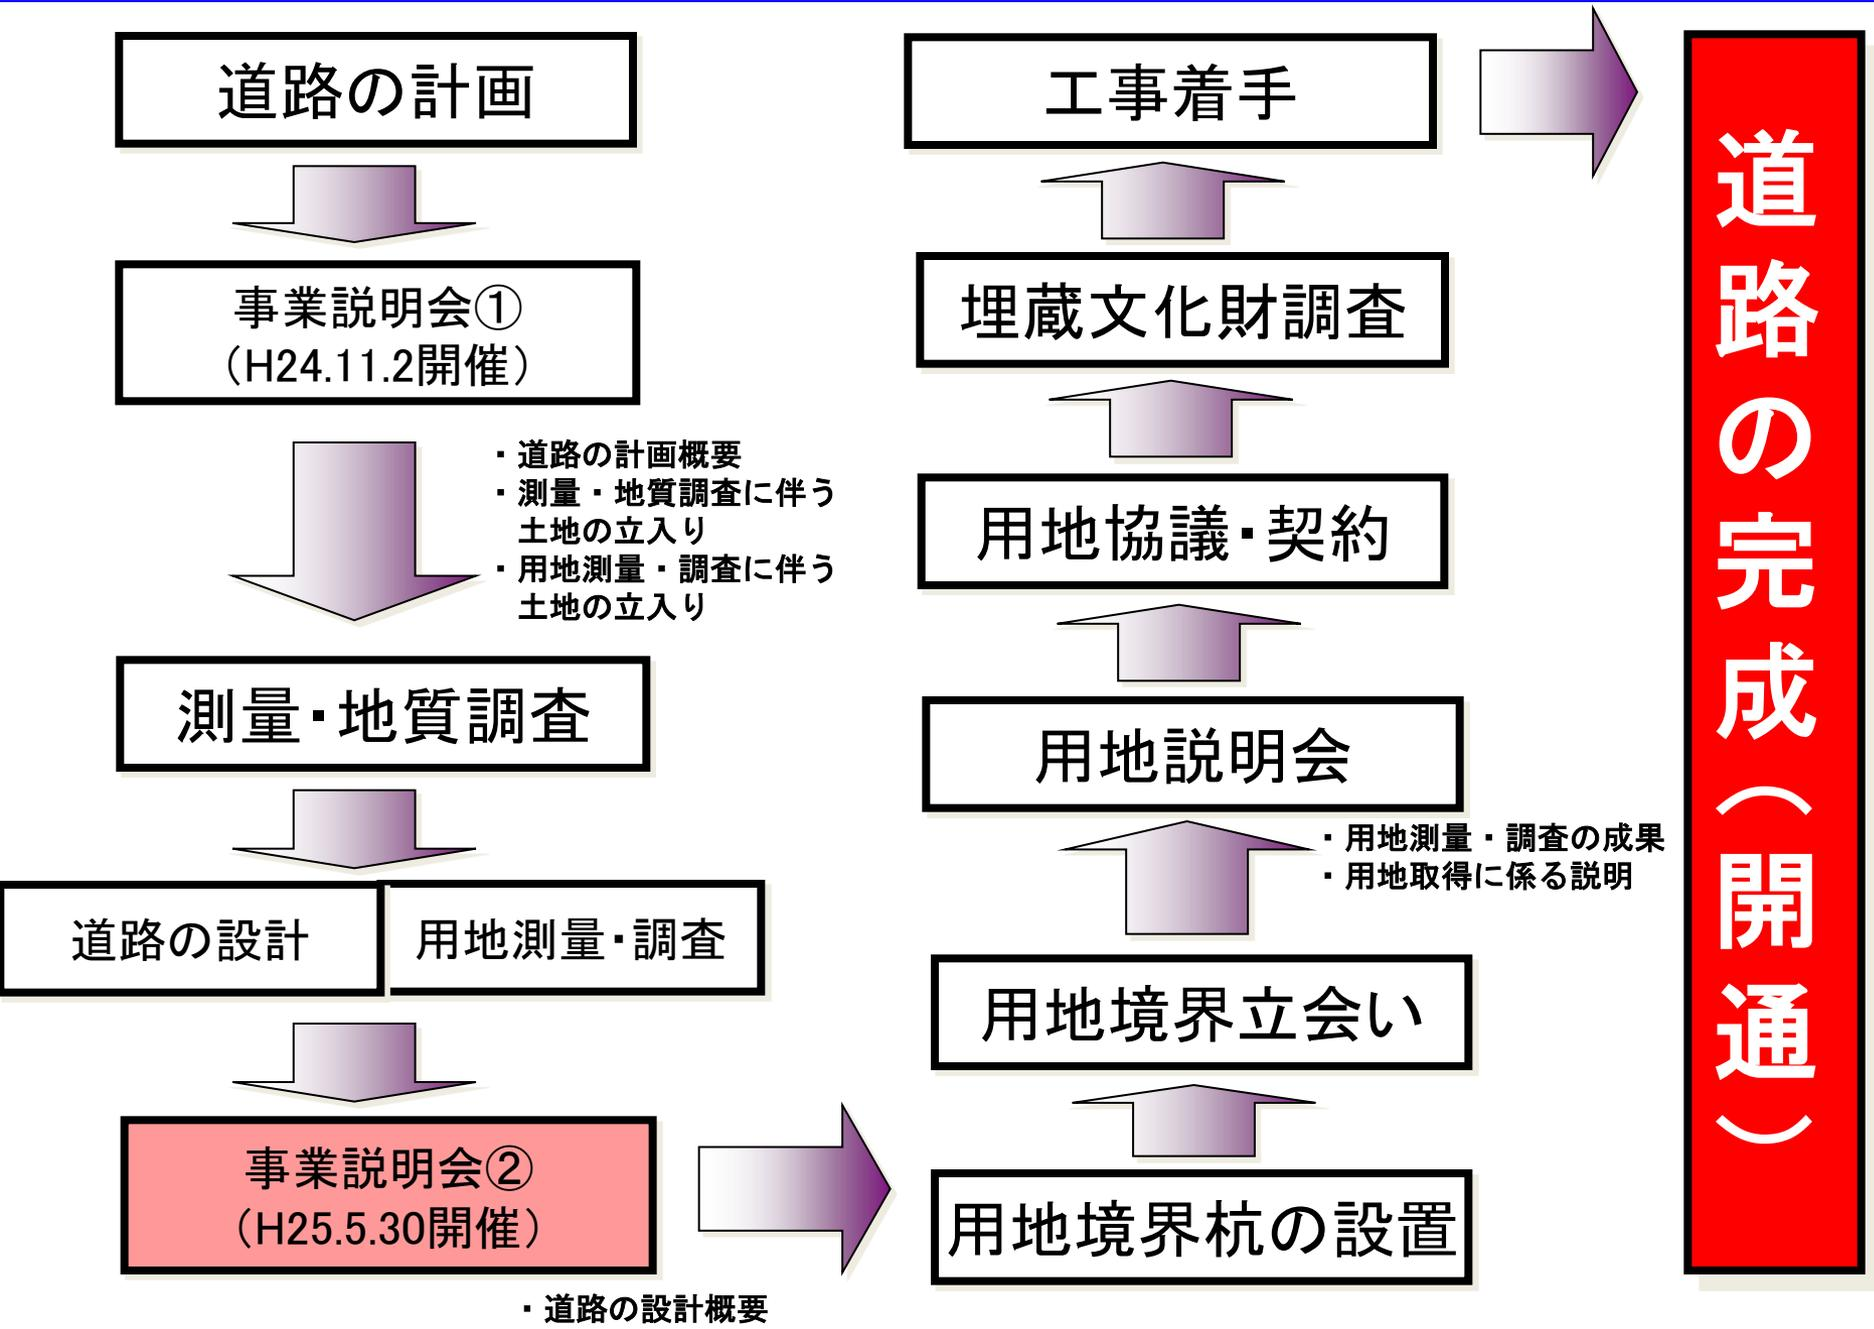 道路の計画
事業説明会①
（H24.11.2開催）
・道路の計画概要
・測量・地質調査に伴う
土地の立入り
・用地測量・調査に伴う
土地の立入り
測量・地質調査
道路の設計
用地測量・調査
事業説明会②
（H25.5.30開催）
・道路の設計概要
用地境界杭の設置
用地境界立会い
・用地測量・調査の成果
・用地取得に係る説明
用地説明会
用地協議・契約
埋蔵文化財調査
工事着手
道路の完成（開通）